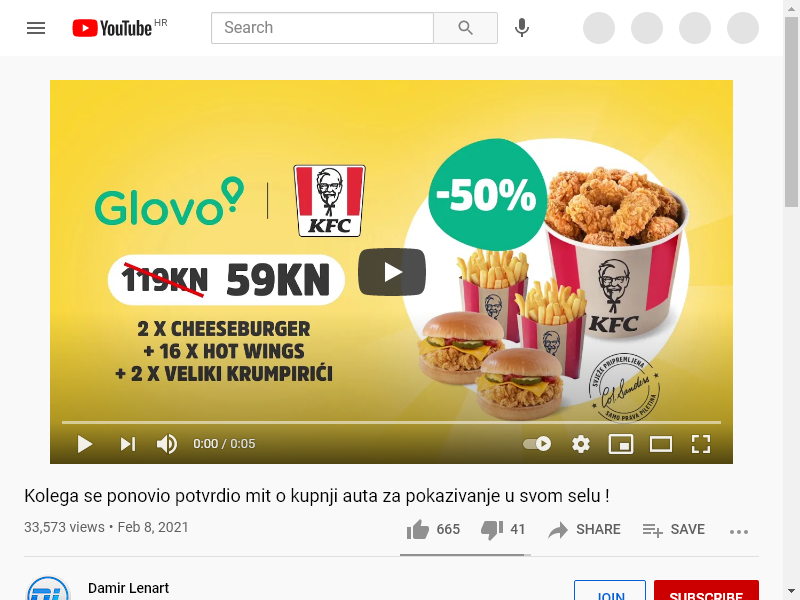 YouTube HR
Search
Glovo
KFC
-50%
119KN 59KN
2 X CHEESEBURGER
+ 16 X HOT WINGS
+ 2 X VELIKI KRUMPIRIĆI
KFC
SVJEŽE PRIPREMLJENA
Col Sanders
SAMO PRAVA PILETINA
0:00 / 0:05
Kolega se ponovio potvrdio mit o kupnji auta za pokazivanje u svom selu !
33,573 views • Feb 8, 2021
665
41
SHARE
SAVE
Damir Lenart
JOIN
SUBSCRIBE